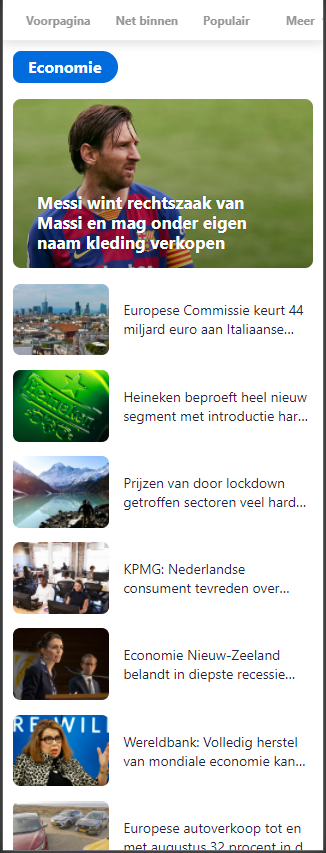 Voorpagina Net binnen Populair Meer
Economie
Messi wint rechtszaak van
Massi en mag onder eigen
naam kleding verkopen
Europese Commissie keurt 44
miljard euro aan Italiaanse...
Heineken beproeft heel nieuw
segment met introductie har...
Prijzen van door lockdown
getroffen sectoren veel hard...
KPMG: Nederlandse
consument tevreden over...
Economie Nieuw-Zeeland
belandt in diepste recessie...
RE WILL
Wereldbank: Volledig herstel
van mondiale economie kan...
Europese autoverkoop tot en
met augustus 32 procent in d